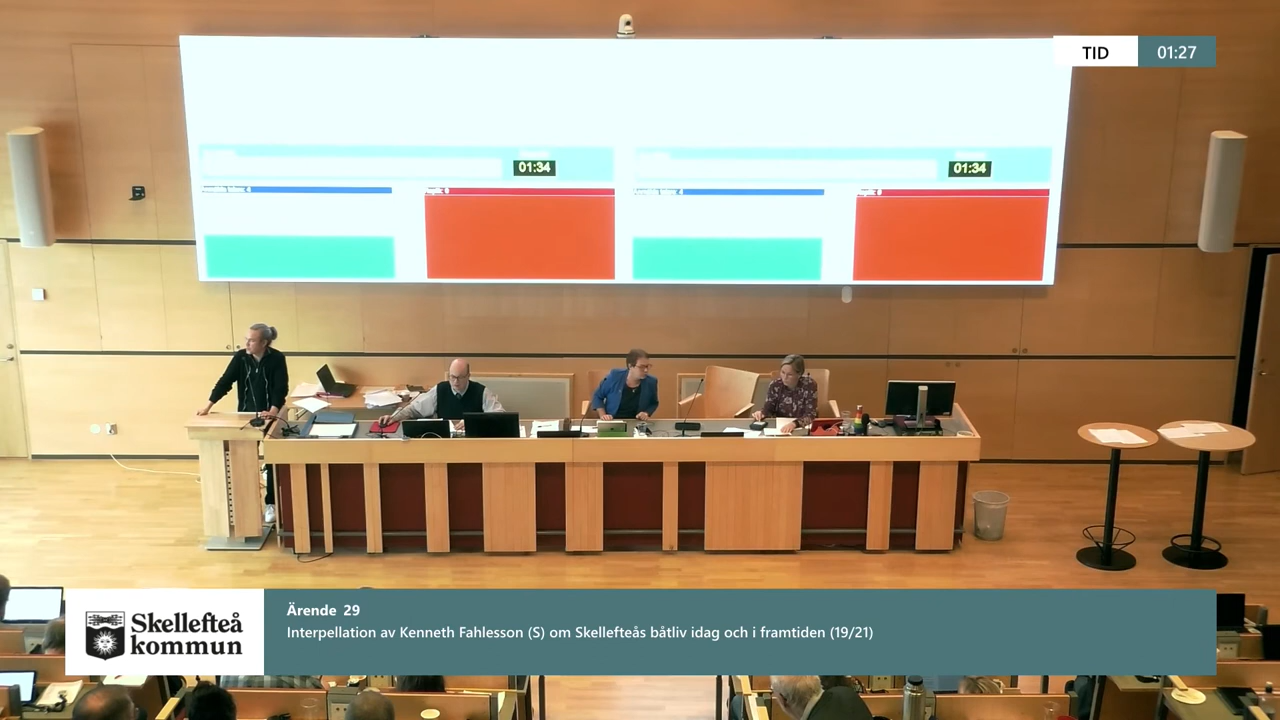 TID 01:27
01:34 01:34
Skellefteå
kommun
Ärende 29
Interpellation av Kenneth Fahlesson (S) om Skellefteås båtliv idag och i framtiden (19/21)